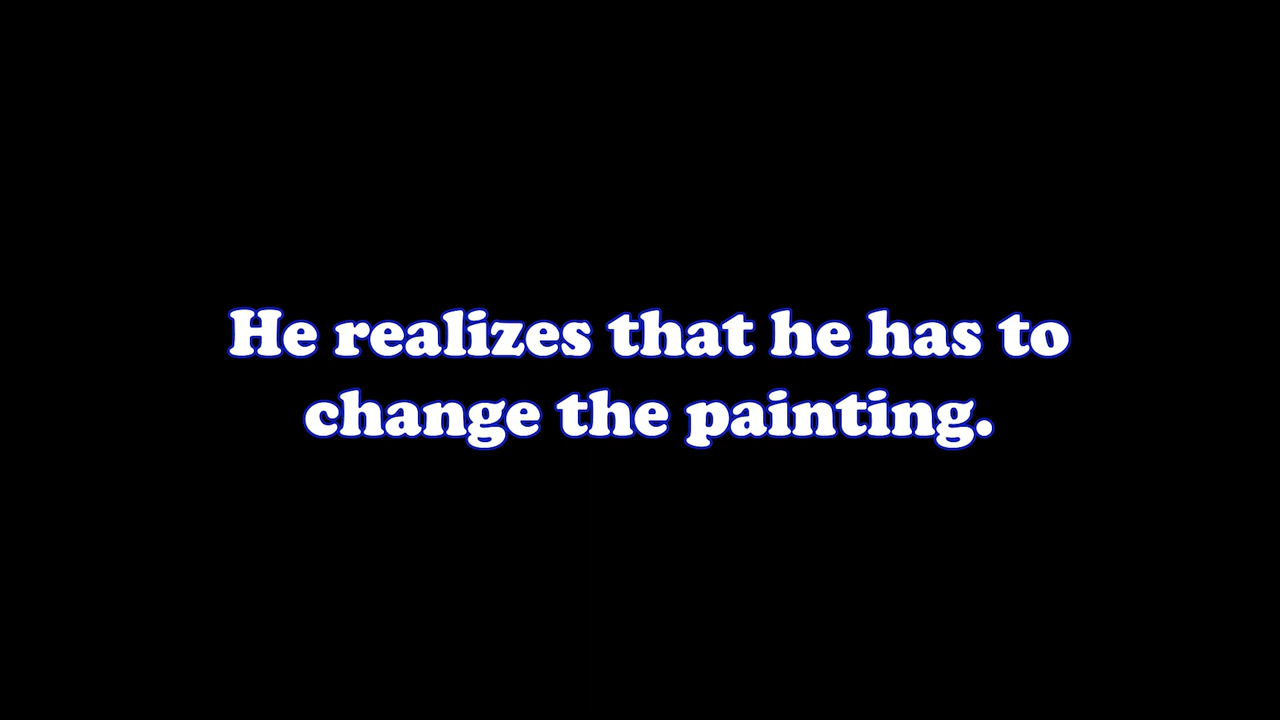 He realizes that he has to
change the painting.